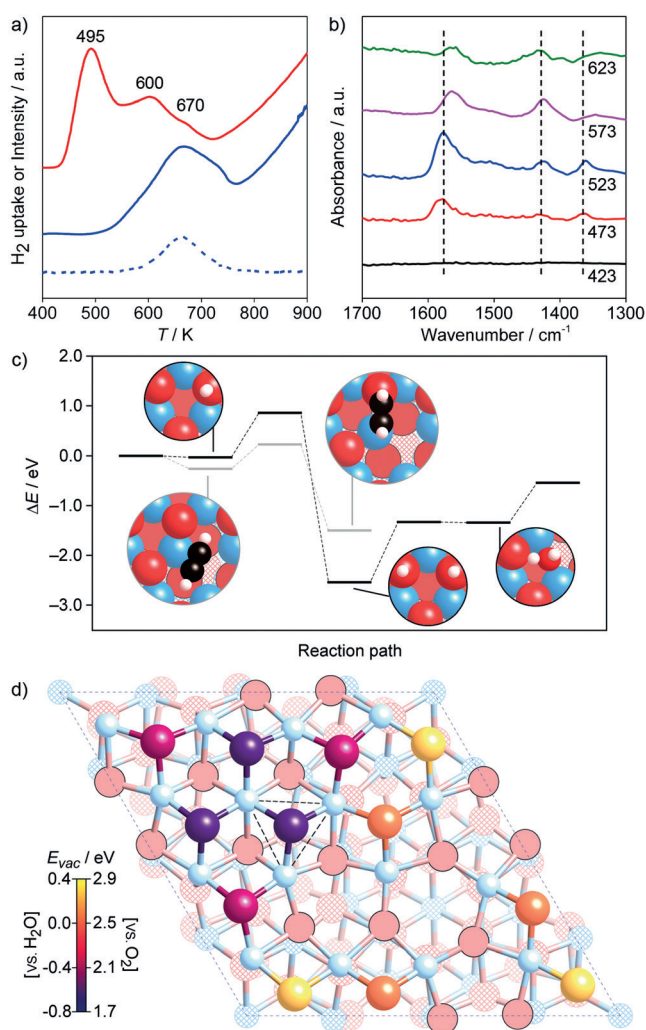 a)
495
600
670
H2 uptake or Intensity / a.u.
400 500 600 700 800 900
T / K
b)
623
573
523
473
423
Absorbance / a.u.
1700 1600 1500 1400 1300
Wavenumber / cm⁻¹
c)
2.0
1.0
0.0
–1.0
–2.0
–3.0
ΔE / eV
Reaction path
d)
Evac / eV
0.4 2.9
0.0 2.5
-0.4 2.1
-0.8 1.7
[vs. H2O]
[vs. O2]